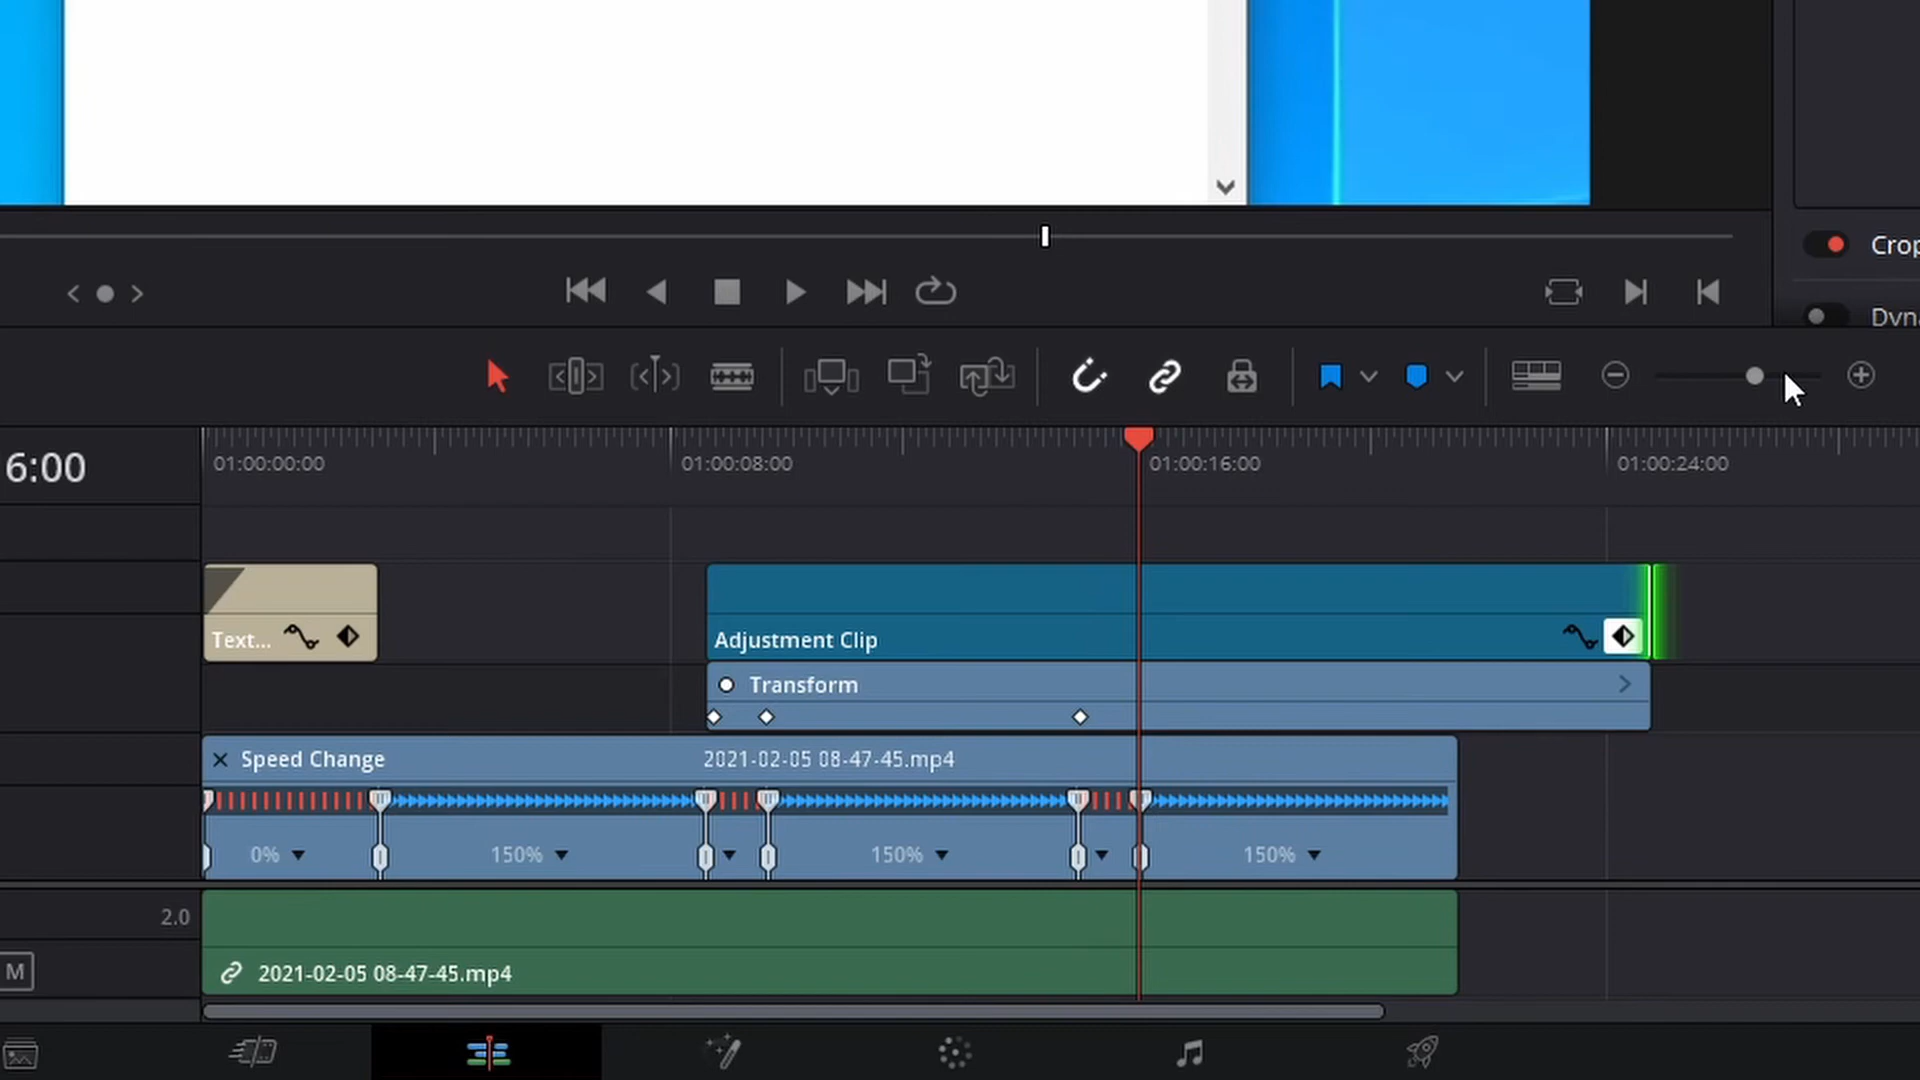 Crop
Dyna
6:00
01:00:00:00
01:00:08:00
01:00:16:00
01:00:24:00
Text...
Adjustment Clip
Transform
Speed Change
2021-02-05 08-47-45.mp4
0%
150%
150%
150%
2.0
M
2021-02-05 08-47-45.mp4